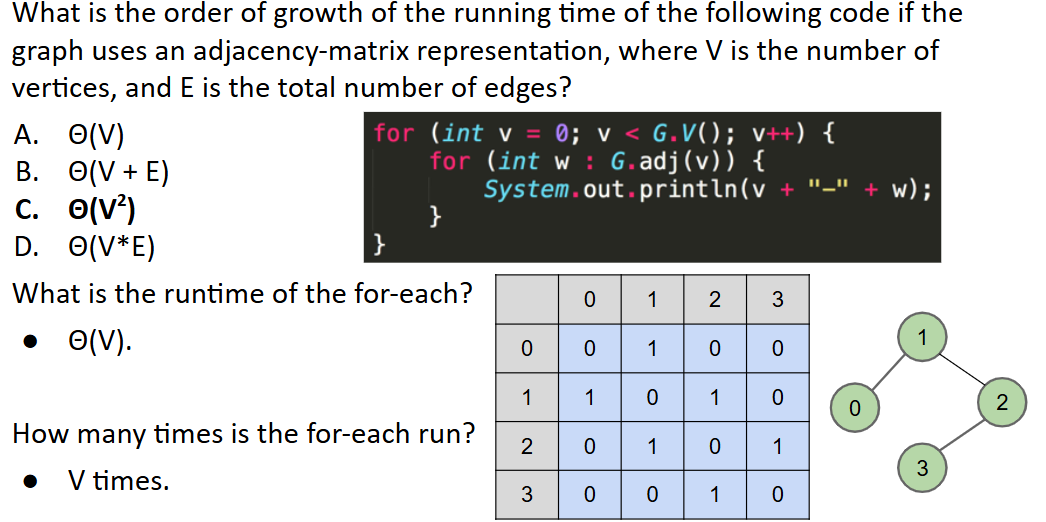 What is the order of growth of the running time of the following code if the
graph uses an adjacency-matrix representation, where V is the number of
vertices, and E is the total number of edges?
A. Θ(V)
B. Θ(V + E)
C. Θ(V²)
D. Θ(V*E)
for (int v = 0; v < G.V(); v++) {
    for (int w : G.adj(v)) {
        System.out.println(v + "–" + w);
    }
}
What is the runtime of the for-each?
● Θ(V).
How many times is the for-each run?
● V times.
0 1 2 3
0 0 1 0 0
1 1 0 1 0
2 0 1 0 1
3 0 0 1 0
1
0
2
3